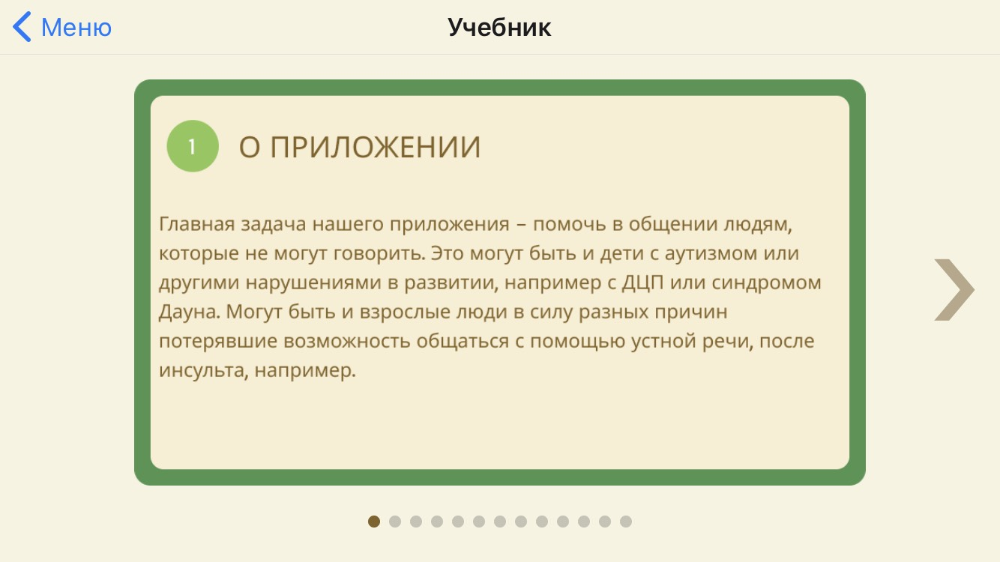 Меню
Учебник
1
О ПРИЛОЖЕНИИ
Главная задача нашего приложения – помочь в общении людям,
которые не могут говорить. Это могут быть и дети с аутизмом или
другими нарушениями в развитии, например с ДЦП или синдромом
Дауна. Могут быть и взрослые люди в силу разных причин
потерявшие возможность общаться с помощью устной речи, после
инсульта, например.